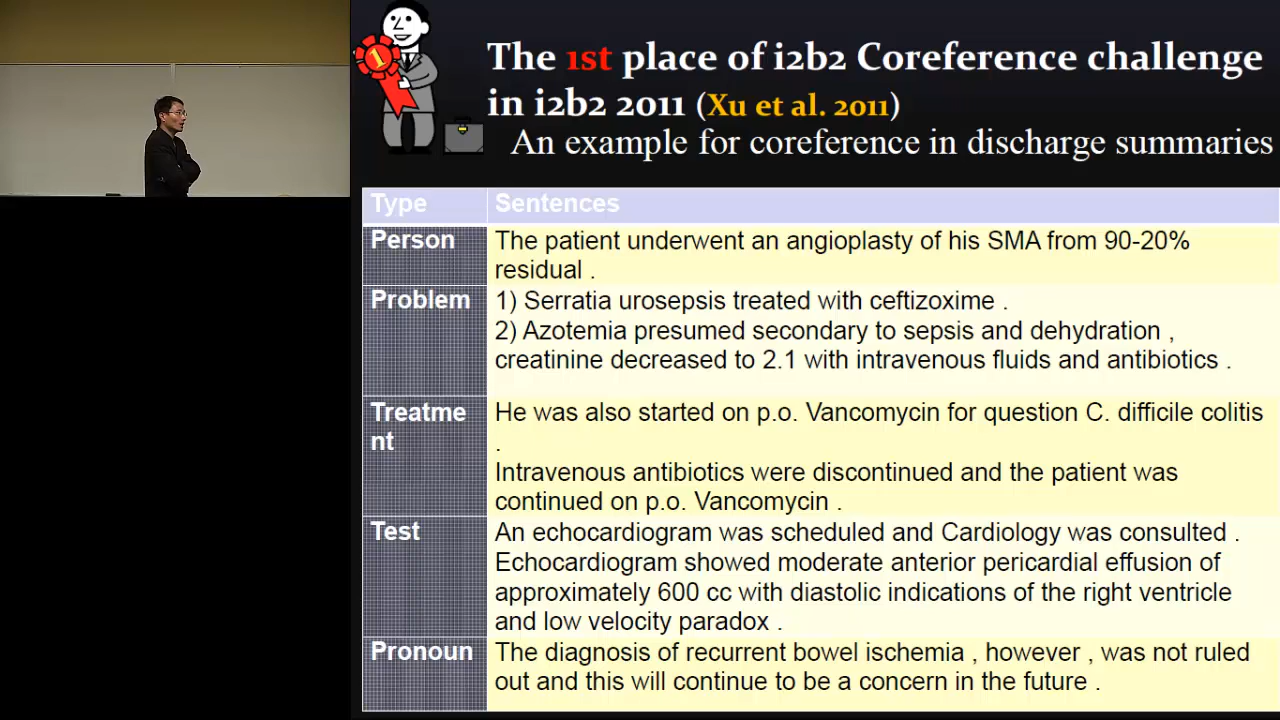 1
The 1st place of i2b2 Coreference challenge
in i2b2 2011 (Xu et al. 2011)
An example for coreference in discharge summaries
Type
Sentences
Person
The patient underwent an angioplasty of his SMA from 90-20%
residual .
Problem
1) Serratia urosepsis treated with ceftizoxime .
2) Azotemia presumed secondary to sepsis and dehydration ,
creatinine decreased to 2.1 with intravenous fluids and antibiotics .
Treatme
nt
He was also started on p.o. Vancomycin for question C. difficile colitis
.
Intravenous antibiotics were discontinued and the patient was
continued on p.o. Vancomycin .
Test
An echocardiogram was scheduled and Cardiology was consulted .
Echocardiogram showed moderate anterior pericardial effusion of
approximately 600 cc with diastolic indications of the right ventricle
and low velocity paradox .
Pronoun
The diagnosis of recurrent bowel ischemia , however , was not ruled
out and this will continue to be a concern in the future .